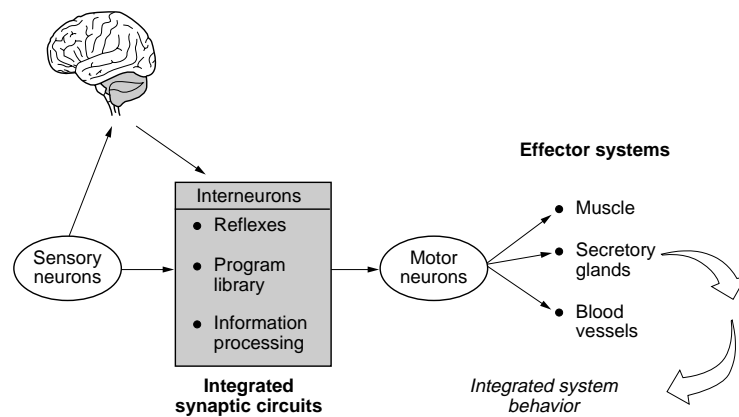 Effector systems
Interneurons
● Reflexes
● Program
library
● Information
processing
Sensory
neurons
Motor
neurons
● Muscle
● Secretory
glands
● Blood
vessels
Integrated
synaptic circuits
Integrated system
behavior